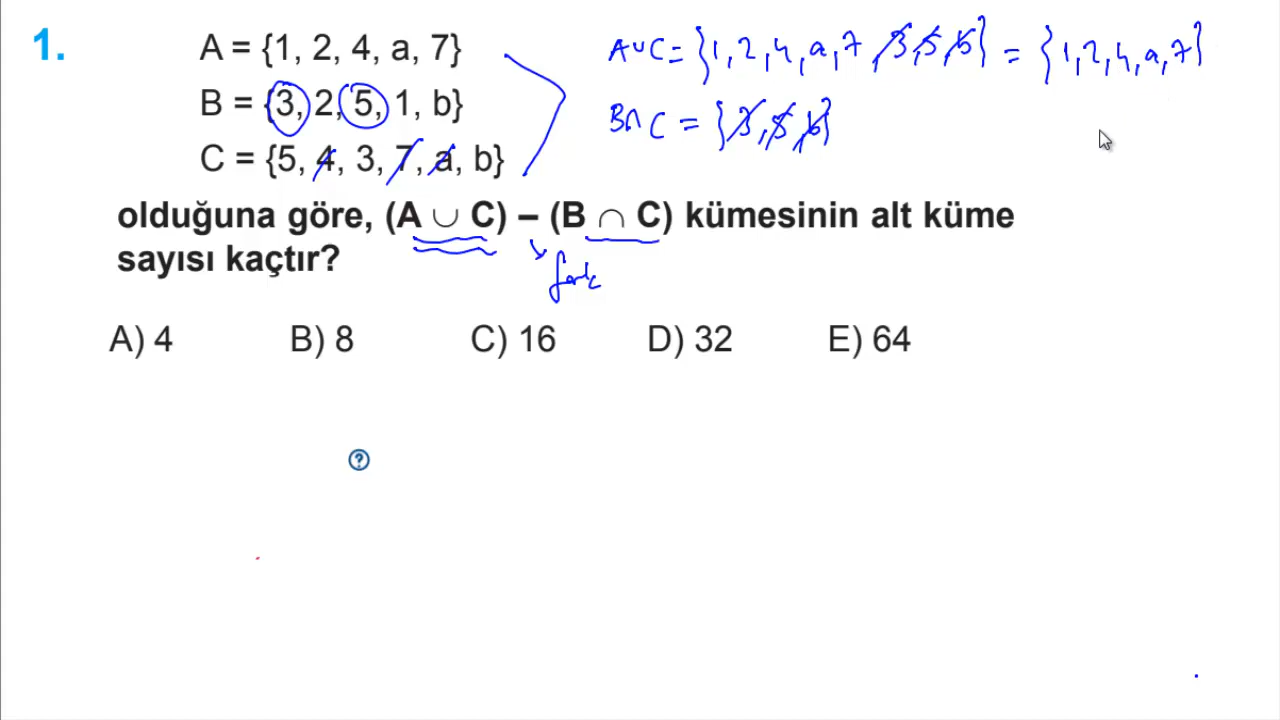 1.
A = {1, 2, 4, a, 7}
B = {3, 2, 5, 1, b}
C = {5, 4, 3, 7, a, b}
A∪C = {1, 2, 4, a, 7, 3, 5, b} = {1, 2, 4, a, 7}
B∩C = {3, 5, b}
olduğuna göre, (A ∪ C) – (B ∩ C) kümesinin alt küme
sayısı kaçtır?
fark
A) 4 B) 8 C) 16 D) 32 E) 64